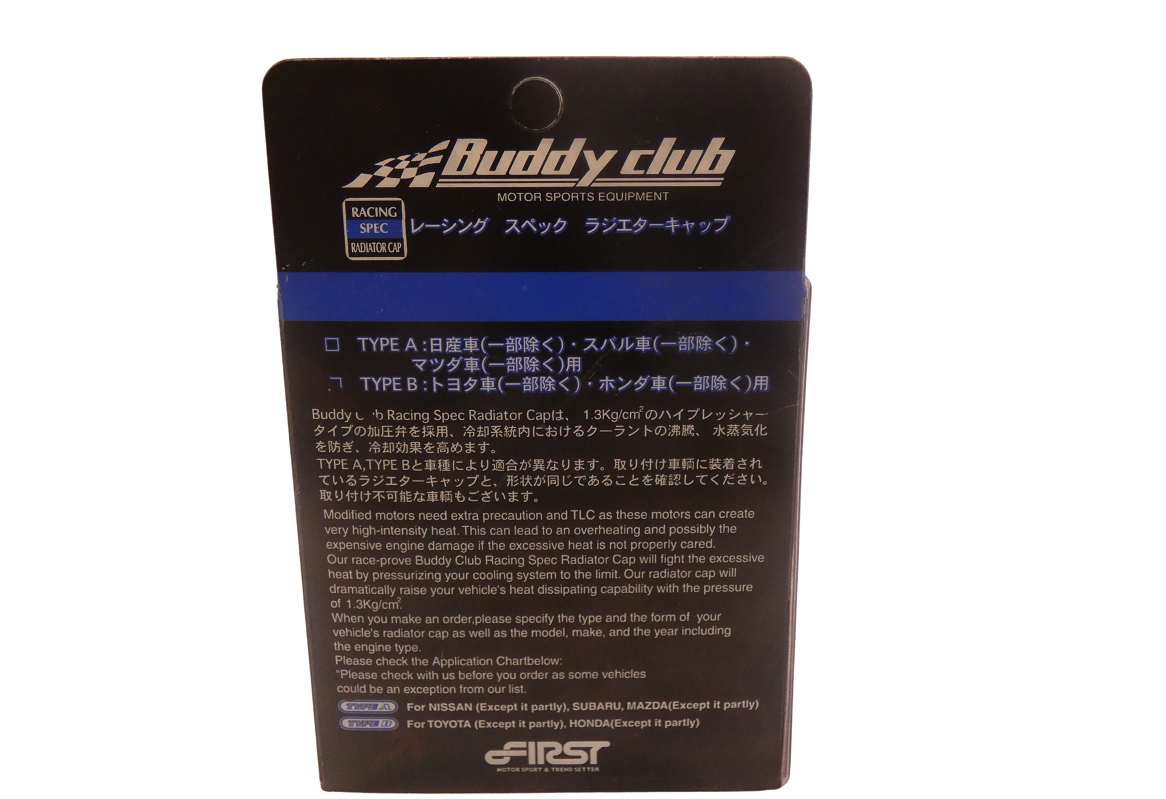 Buddy club
MOTOR SPORTS EQUIPMENT
RACING
SPEC
RADIATOR CAP
レーシング スペック ラジエターキャップ
□ TYPE A :日産車(一部除く)・スバル車(一部除く)・
マツダ車(一部除く)用
TYPE B :トヨタ車(一部除く)・ホンダ車(一部除く)用
Buddy Racing Spec Radiator Capは、 1.3Kg/cm²のハイプレッシャー
タイプの加圧弁を採用、冷却系統内におけるクーラントの沸騰、 水蒸気化
を防ぎ、冷却効果を高めます。
TYPE A,TYPE Bと車種により適合が異なります。取り付け車輌に装着され
ているラジエターキャップと、形状が同じであることを確認してください。
取り付け不可能な車輌もございます。
Modified motors need extra precaution and TLC as these motors can create
very high-intensity heat. This can lead to an overheating and possibly the
expensive engine damage if the excessive heat is not properly cared.
Our race-prove Buddy Club Racing Spec Radiator Cap will fight the excessive
heat by pressurizing your cooling system to the limit. Our radiator cap will
dramatically raise your vehicle's heat dissipating capability with the pressure
of 1.3Kg/cm².
When you make an order,please specify the type and the form of your
vehicle's radiator cap as well as the model, make, and the year including
the engine type.
Please check the Application Chartbelow:
"Please check with us before you order as some vehicles
could be an exception from our list.
TYPE A For NISSAN (Except it partly), SUBARU, MAZDA(Except it partly)
TYPE B For TOYOTA (Except it partly), HONDA(Except it partly)
FIRST
MOTOR SPORT & TREND SETTER